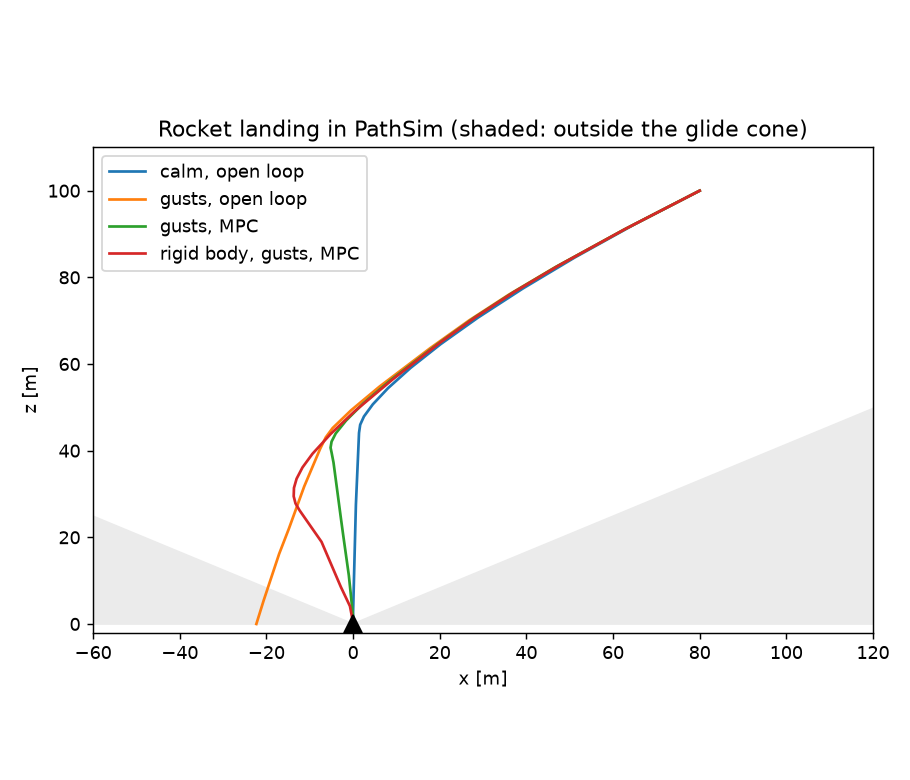 Rocket landing in PathSim (shaded: outside the glide cone)
calm, open loop
gusts, open loop
gusts, MPC
rigid body, gusts, MPC
z [m]
100
80
60
40
20
0
−60 −40 −20 0 20 40 60 80 100 120
x [m]